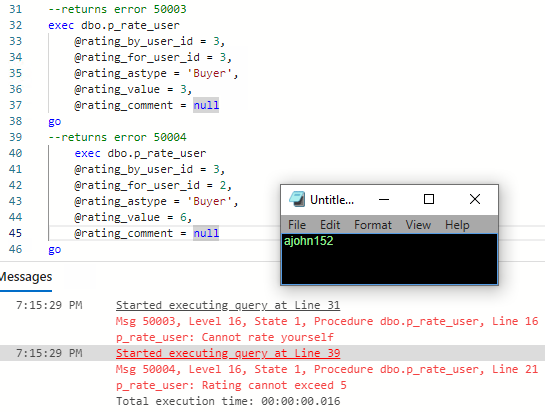 31 --returns error 50003
32 exec dbo.p_rate_user
33 @rating_by_user_id = 3,
34 @rating_for_user_id = 3,
35 @rating_astype = 'Buyer',
36 @rating_value = 3,
37 @rating_comment = null
38 go
39 --returns error 50004
40 exec dbo.p_rate_user
41 @rating_by_user_id = 3,
42 @rating_for_user_id = 2,
43 @rating_astype = 'Buyer',
44 @rating_value = 6,
45 @rating_comment = null
46 go
Untitle...
File Edit Format View Help
ajohn152
Messages
7:15:29 PM Started executing query at Line 31
Msg 50003, Level 16, State 1, Procedure dbo.p_rate_user, Line 16
p_rate_user: Cannot rate yourself
7:15:29 PM Started executing query at Line 39
Msg 50004, Level 16, State 1, Procedure dbo.p_rate_user, Line 21
p_rate_user: Rating cannot exceed 5
Total execution time: 00:00:00.016